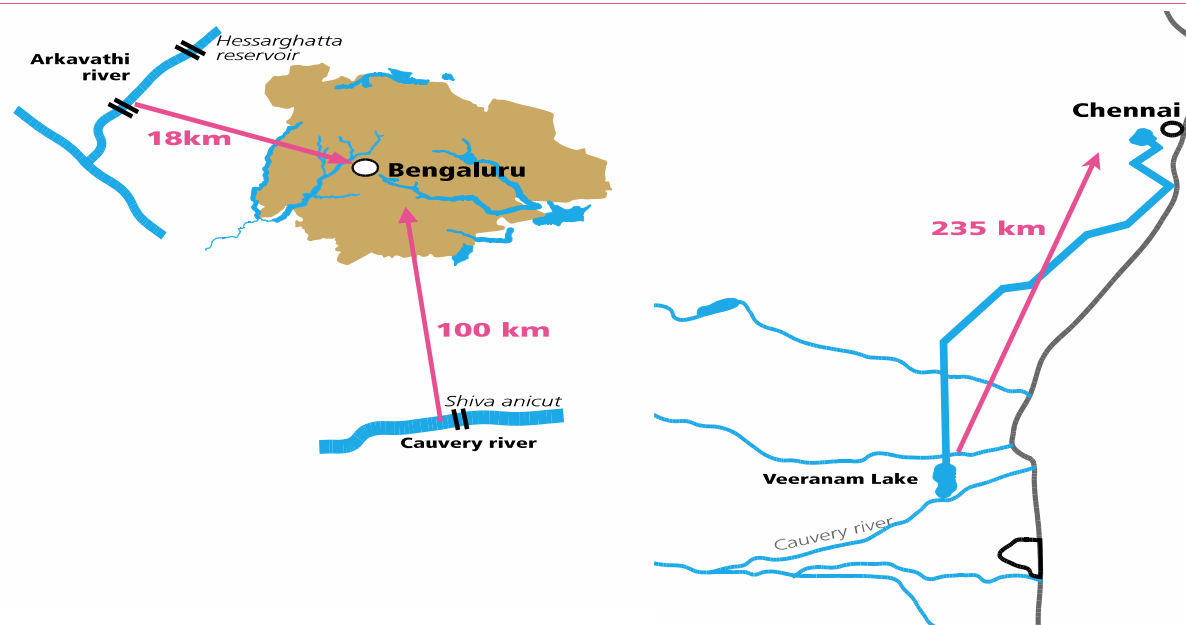 Hessarghatta
reservoir
Arkavathi
river
18km
Bengaluru
100 km
Shiva anicut
Cauvery river
Chennai
235 km
Veeranam Lake
Cauvery river